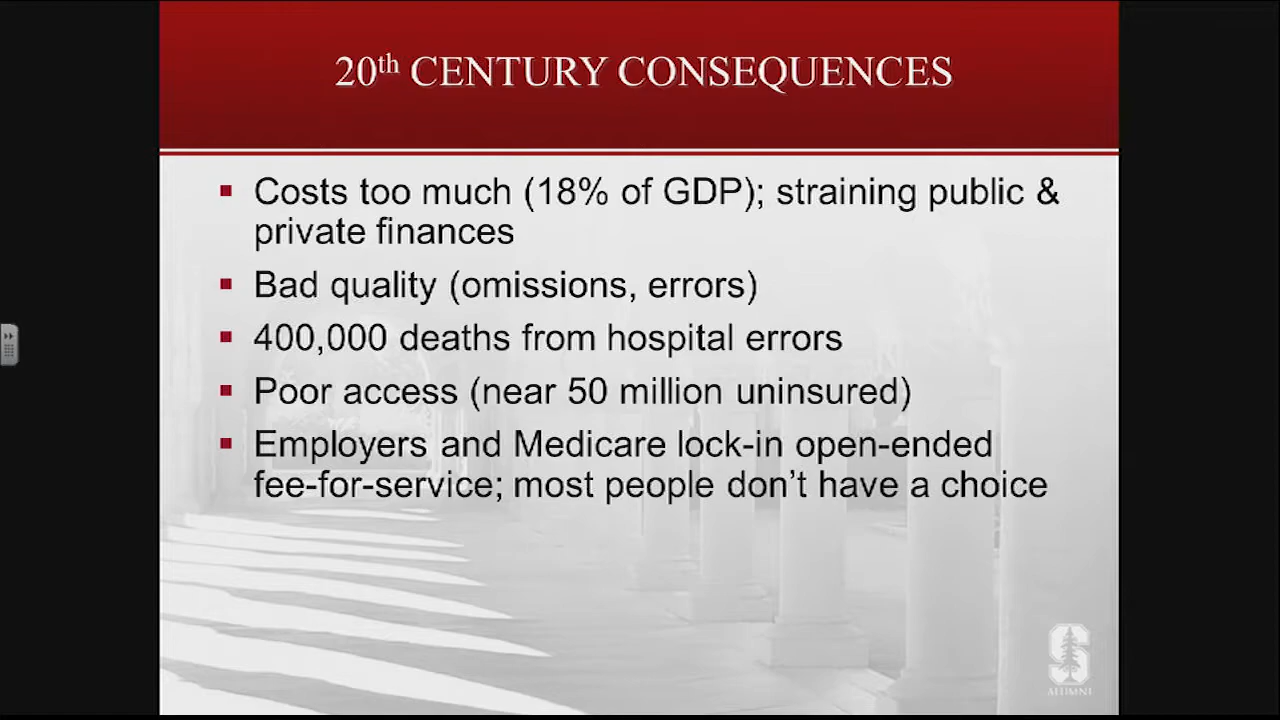 20th CENTURY CONSEQUENCES
▪ Costs too much (18% of GDP); straining public &
private finances
▪ Bad quality (omissions, errors)
▪ 400,000 deaths from hospital errors
▪ Poor access (near 50 million uninsured)
▪ Employers and Medicare lock-in open-ended
fee-for-service; most people don’t have a choice
S
ALUMNI